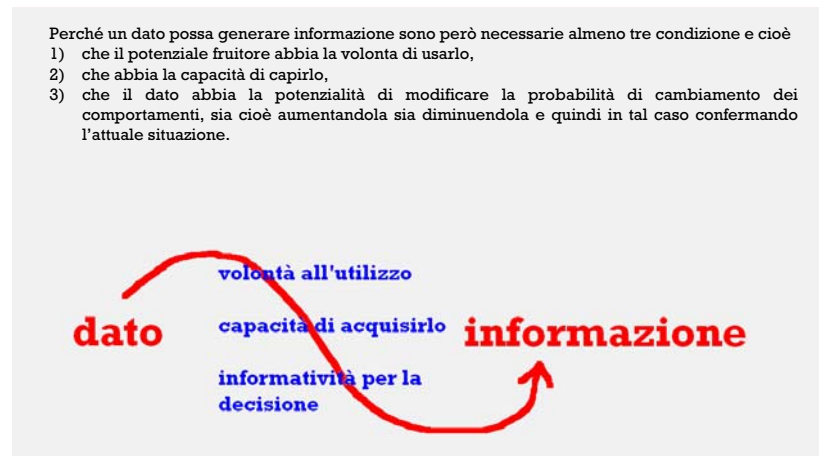 Perché un dato possa generare informazione sono però necessarie almeno tre condizione e cioè
1) che il potenziale fruitore abbia la volonta di usarlo,
2) che abbia la capacità di capirlo,
3) che il dato abbia la potenzialità di modificare la probabilità di cambiamento dei
comportamenti, sia cioè aumentandola sia diminuendola e quindi in tal caso confermando
l'attuale situazione.
volontà all'utilizzo
dato
capacità di acquisirlo
informazione
informatività per la
decisione